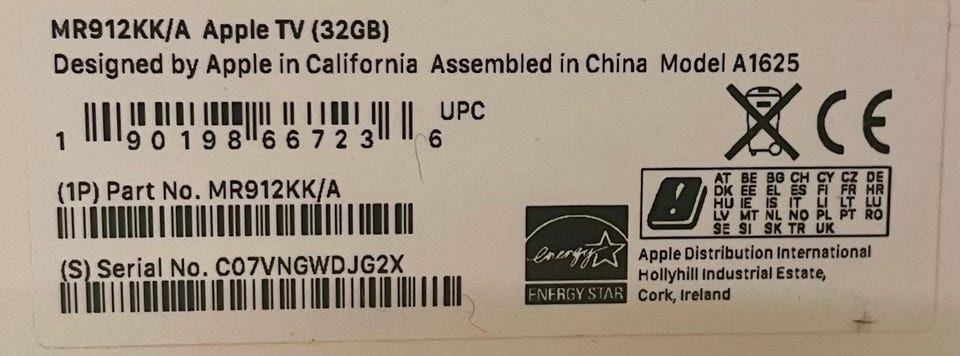 MR912KK/A Apple TV (32GB)
Designed by Apple in California Assembled in China Model A1625
UPC
1 90198 66723 6
(1P) Part No. MR912KK/A
(S) Serial No. C07VNGWDJG2X
CE
AT BE BG CH CY CZ DE
DK EE EL ES FI FR HR
HU IE IS IT LI LT LU
LV MT NL NO PL PT RO
SE SI SK TR UK
energy
ENERGY STAR
Apple Distribution International
Hollyhill Industrial Estate,
Cork, Ireland